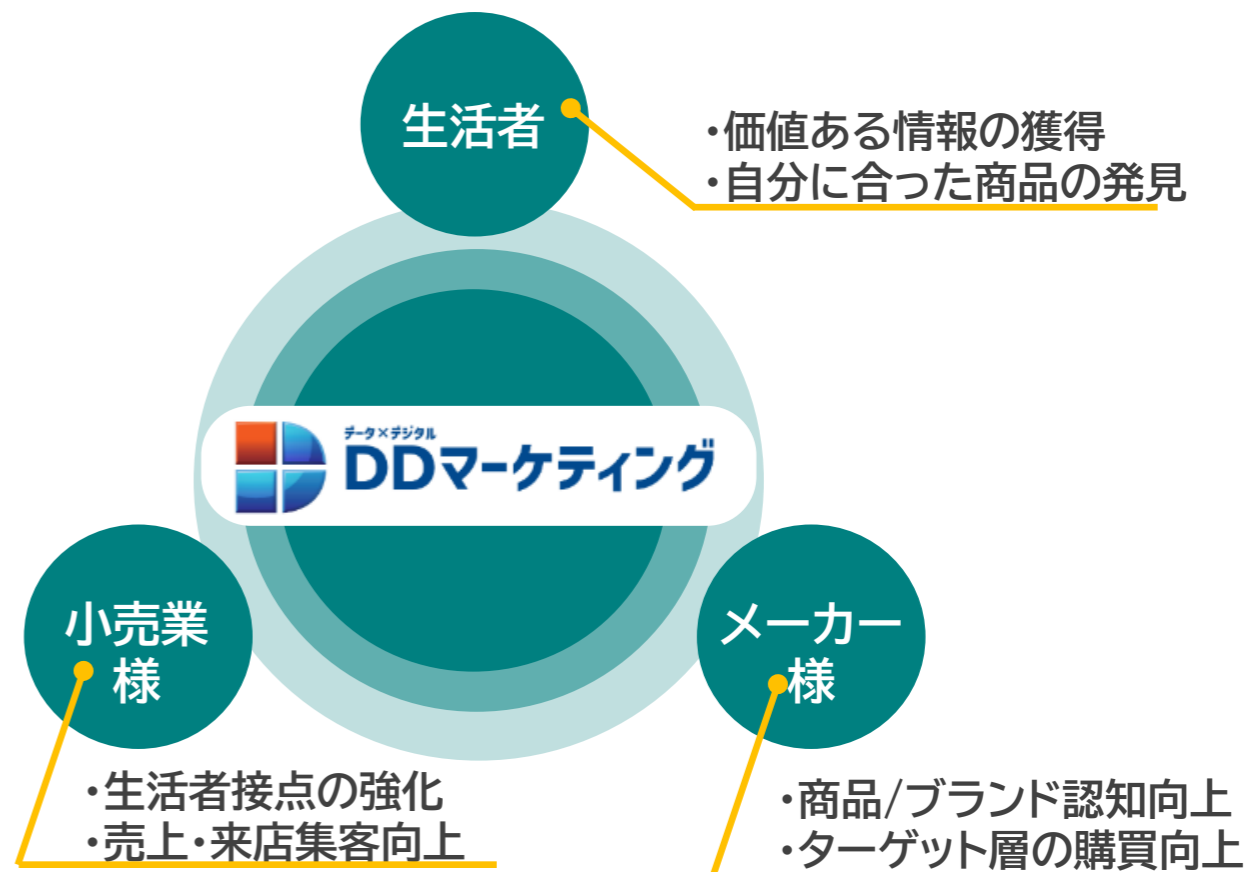 生活者
・価値ある情報の獲得
・自分に合った商品の発見
データ×デジタル
DDマーケティング
小売業
様
メーカー
様
・生活者接点の強化
・売上・来店集客向上
・商品/ブランド認知向上
・ターゲット層の購買向上